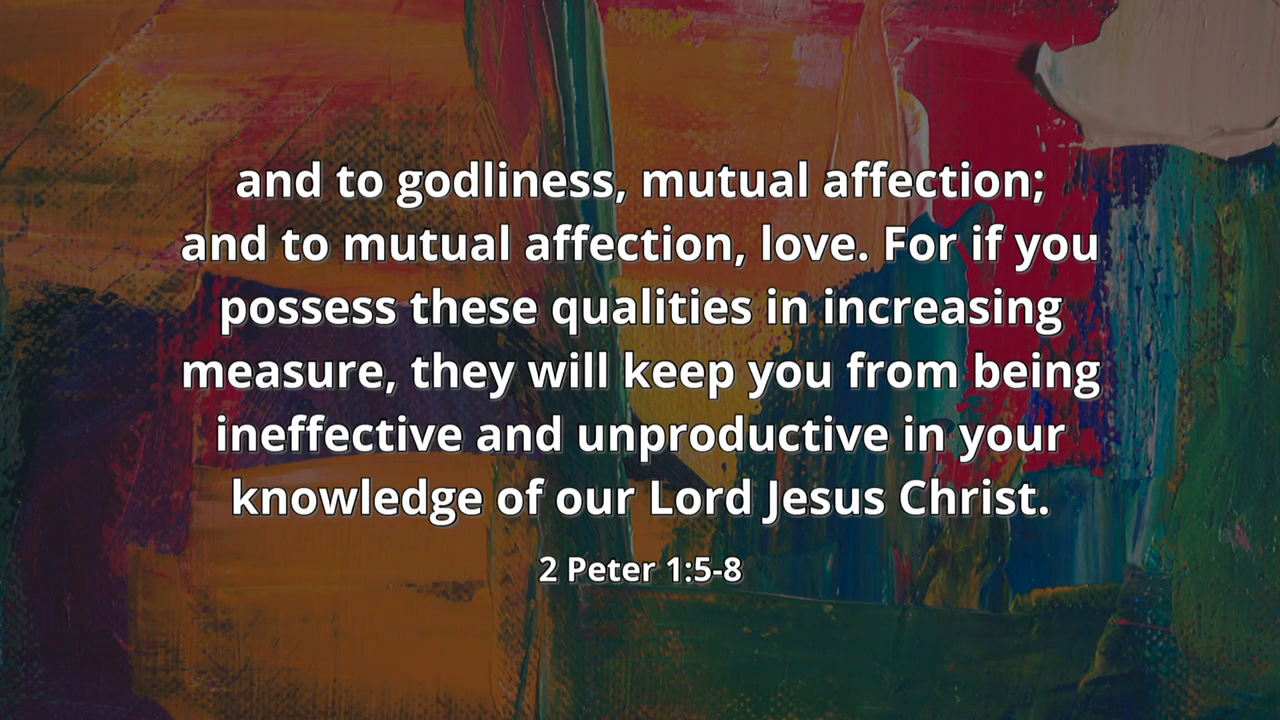 and to godliness, mutual affection;
and to mutual affection, love. For if you
possess these qualities in increasing
measure, they will keep you from being
ineffective and unproductive in your
knowledge of our Lord Jesus Christ.
2 Peter 1:5-8